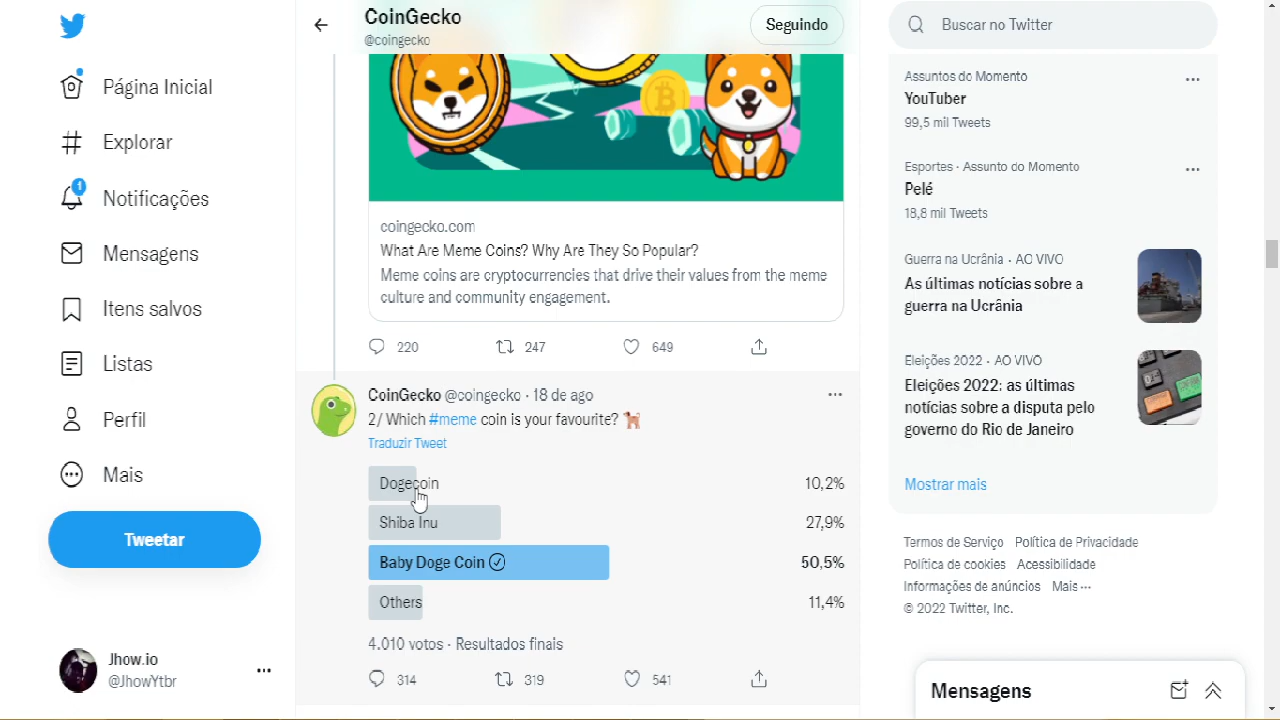 CoinGecko
@coingecko
Seguindo
Buscar no Twitter
Página Inicial
Explorar
1
Notificações
Mensagens
Itens salvos
Listas
Perfil
Mais
Tweetar
Jhow.io
@JhowYtbr
coingecko.com
What Are Meme Coins? Why Are They So Popular?
Meme coins are cryptocurrencies that drive their values from the meme
culture and community engagement.
220 247 649
CoinGecko @coingecko · 18 de ago
2/ Which #meme coin is your favourite?
Traduzir Tweet
Dogecoin 10,2%
Shiba Inu 27,9%
Baby Doge Coin 50,5%
Others 11,4%
4.010 votos · Resultados finais
314 319 541
Assuntos do Momento
YouTuber
99,5 mil Tweets
Esportes · Assunto do Momento
Pelé
18,8 mil Tweets
Guerra na Ucrânia · AO VIVO
As últimas notícias sobre a
guerra na Ucrânia
Eleições 2022 · AO VIVO
Eleições 2022: as últimas
notícias sobre a disputa pelo
governo do Rio de Janeiro
Mostrar mais
Termos de Serviço Política de Privacidade
Política de cookies Acessibilidade
Informações de anúncios Mais ···
© 2022 Twitter, Inc.
Mensagens